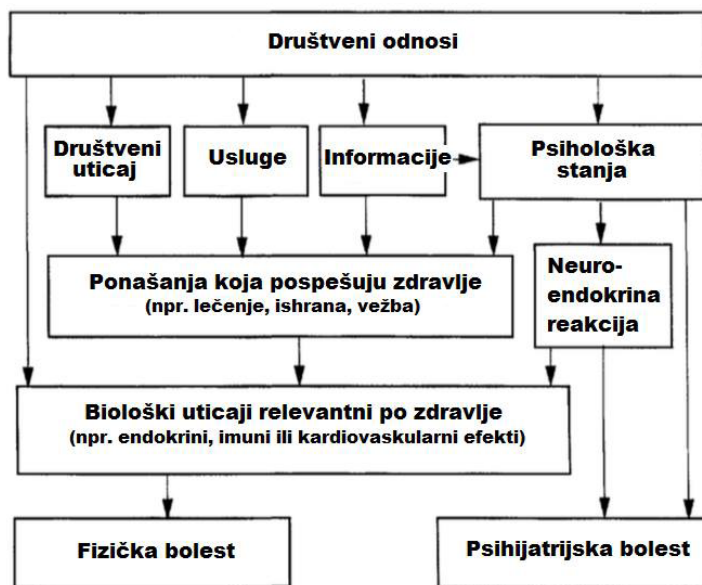 Društveni odnosi
Društveni
uticaj
Usluge
Informacije
Psihološka
stanja
Ponašanja koja pospešuju zdravlje
(npr. lečenje, ishrana, vežba)
Neuro-
endokrina
reakcija
Biološki uticaji relevantni po zdravlje
(npr. endokrini, imuni ili kardiovaskularni efekti)
Fizička bolest
Psihijatrijska bolest